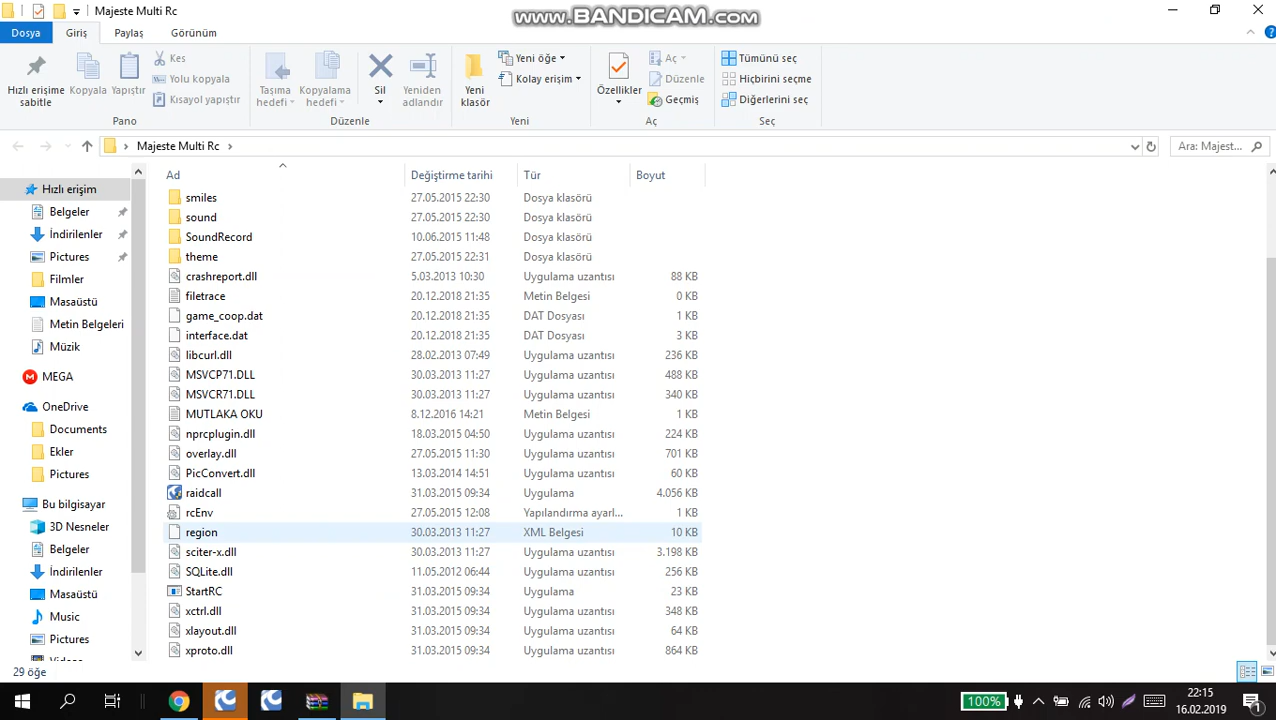 Majeste Multi Rc
www.BANDICAM.com
Dosya
Giriş
Paylaş
Görünüm
Hızlı erişime sabitle
Kopyala
Yapıştır
Kes
Yolu kopyala
Kısayol yapıştır
Pano
Taşıma hedefi
Kopyalama hedefi
Sil
Yeniden adlandır
Düzenle
Yeni klasör
Yeni öğe
Kolay erişim
Yeni
Özellikler
Aç
Düzenle
Geçmiş
Aç
Tümünü seç
Hiçbirini seçme
Diğerlerini seç
Seç
Majeste Multi Rc
Ara: Majest...
Hızlı erişim
Belgeler
İndirilenler
Pictures
Filmler
Masaüstü
Metin Belgeleri
Müzik
MEGA
OneDrive
Documents
Ekler
Pictures
Bu bilgisayar
3D Nesneler
Belgeler
İndirilenler
Masaüstü
Music
Pictures
Ad Değiştirme tarihi Tür Boyut
smiles 27.05.2015 22:30 Dosya klasörü
sound 27.05.2015 22:30 Dosya klasörü
SoundRecord 10.06.2015 11:48 Dosya klasörü
theme 27.05.2015 22:31 Dosya klasörü
crashreport.dll 5.03.2013 10:30 Uygulama uzantısı 88 KB
filetrace 20.12.2018 21:35 Metin Belgesi 0 KB
game_coop.dat 20.12.2018 21:35 DAT Dosyası 1 KB
interface.dat 20.12.2018 21:35 DAT Dosyası 3 KB
libcurl.dll 28.02.2013 07:49 Uygulama uzantısı 236 KB
MSVCP71.DLL 30.03.2013 11:27 Uygulama uzantısı 488 KB
MSVCR71.DLL 30.03.2013 11:27 Uygulama uzantısı 340 KB
MUTLAKA OKU 8.12.2016 14:21 Metin Belgesi 1 KB
nprcplugin.dll 18.03.2015 04:50 Uygulama uzantısı 224 KB
overlay.dll 27.05.2015 11:30 Uygulama uzantısı 701 KB
PicConvert.dll 13.03.2014 14:51 Uygulama uzantısı 60 KB
raidcall 31.03.2015 09:34 Uygulama 4.056 KB
rcEnv 27.05.2015 12:08 Yapılandırma ayarl... 1 KB
region 30.03.2013 11:27 XML Belgesi 10 KB
sciter-x.dll 30.03.2013 11:27 Uygulama uzantısı 3.198 KB
SQLite.dll 11.05.2012 06:44 Uygulama uzantısı 256 KB
StartRC 31.03.2015 09:34 Uygulama 23 KB
xctrl.dll 31.03.2015 09:34 Uygulama uzantısı 348 KB
xlayout.dll 31.03.2015 09:34 Uygulama uzantısı 64 KB
xproto.dll 31.03.2015 09:34 Uygulama uzantısı 864 KB
29 öğe
100%
22:15
16.02.2019
1